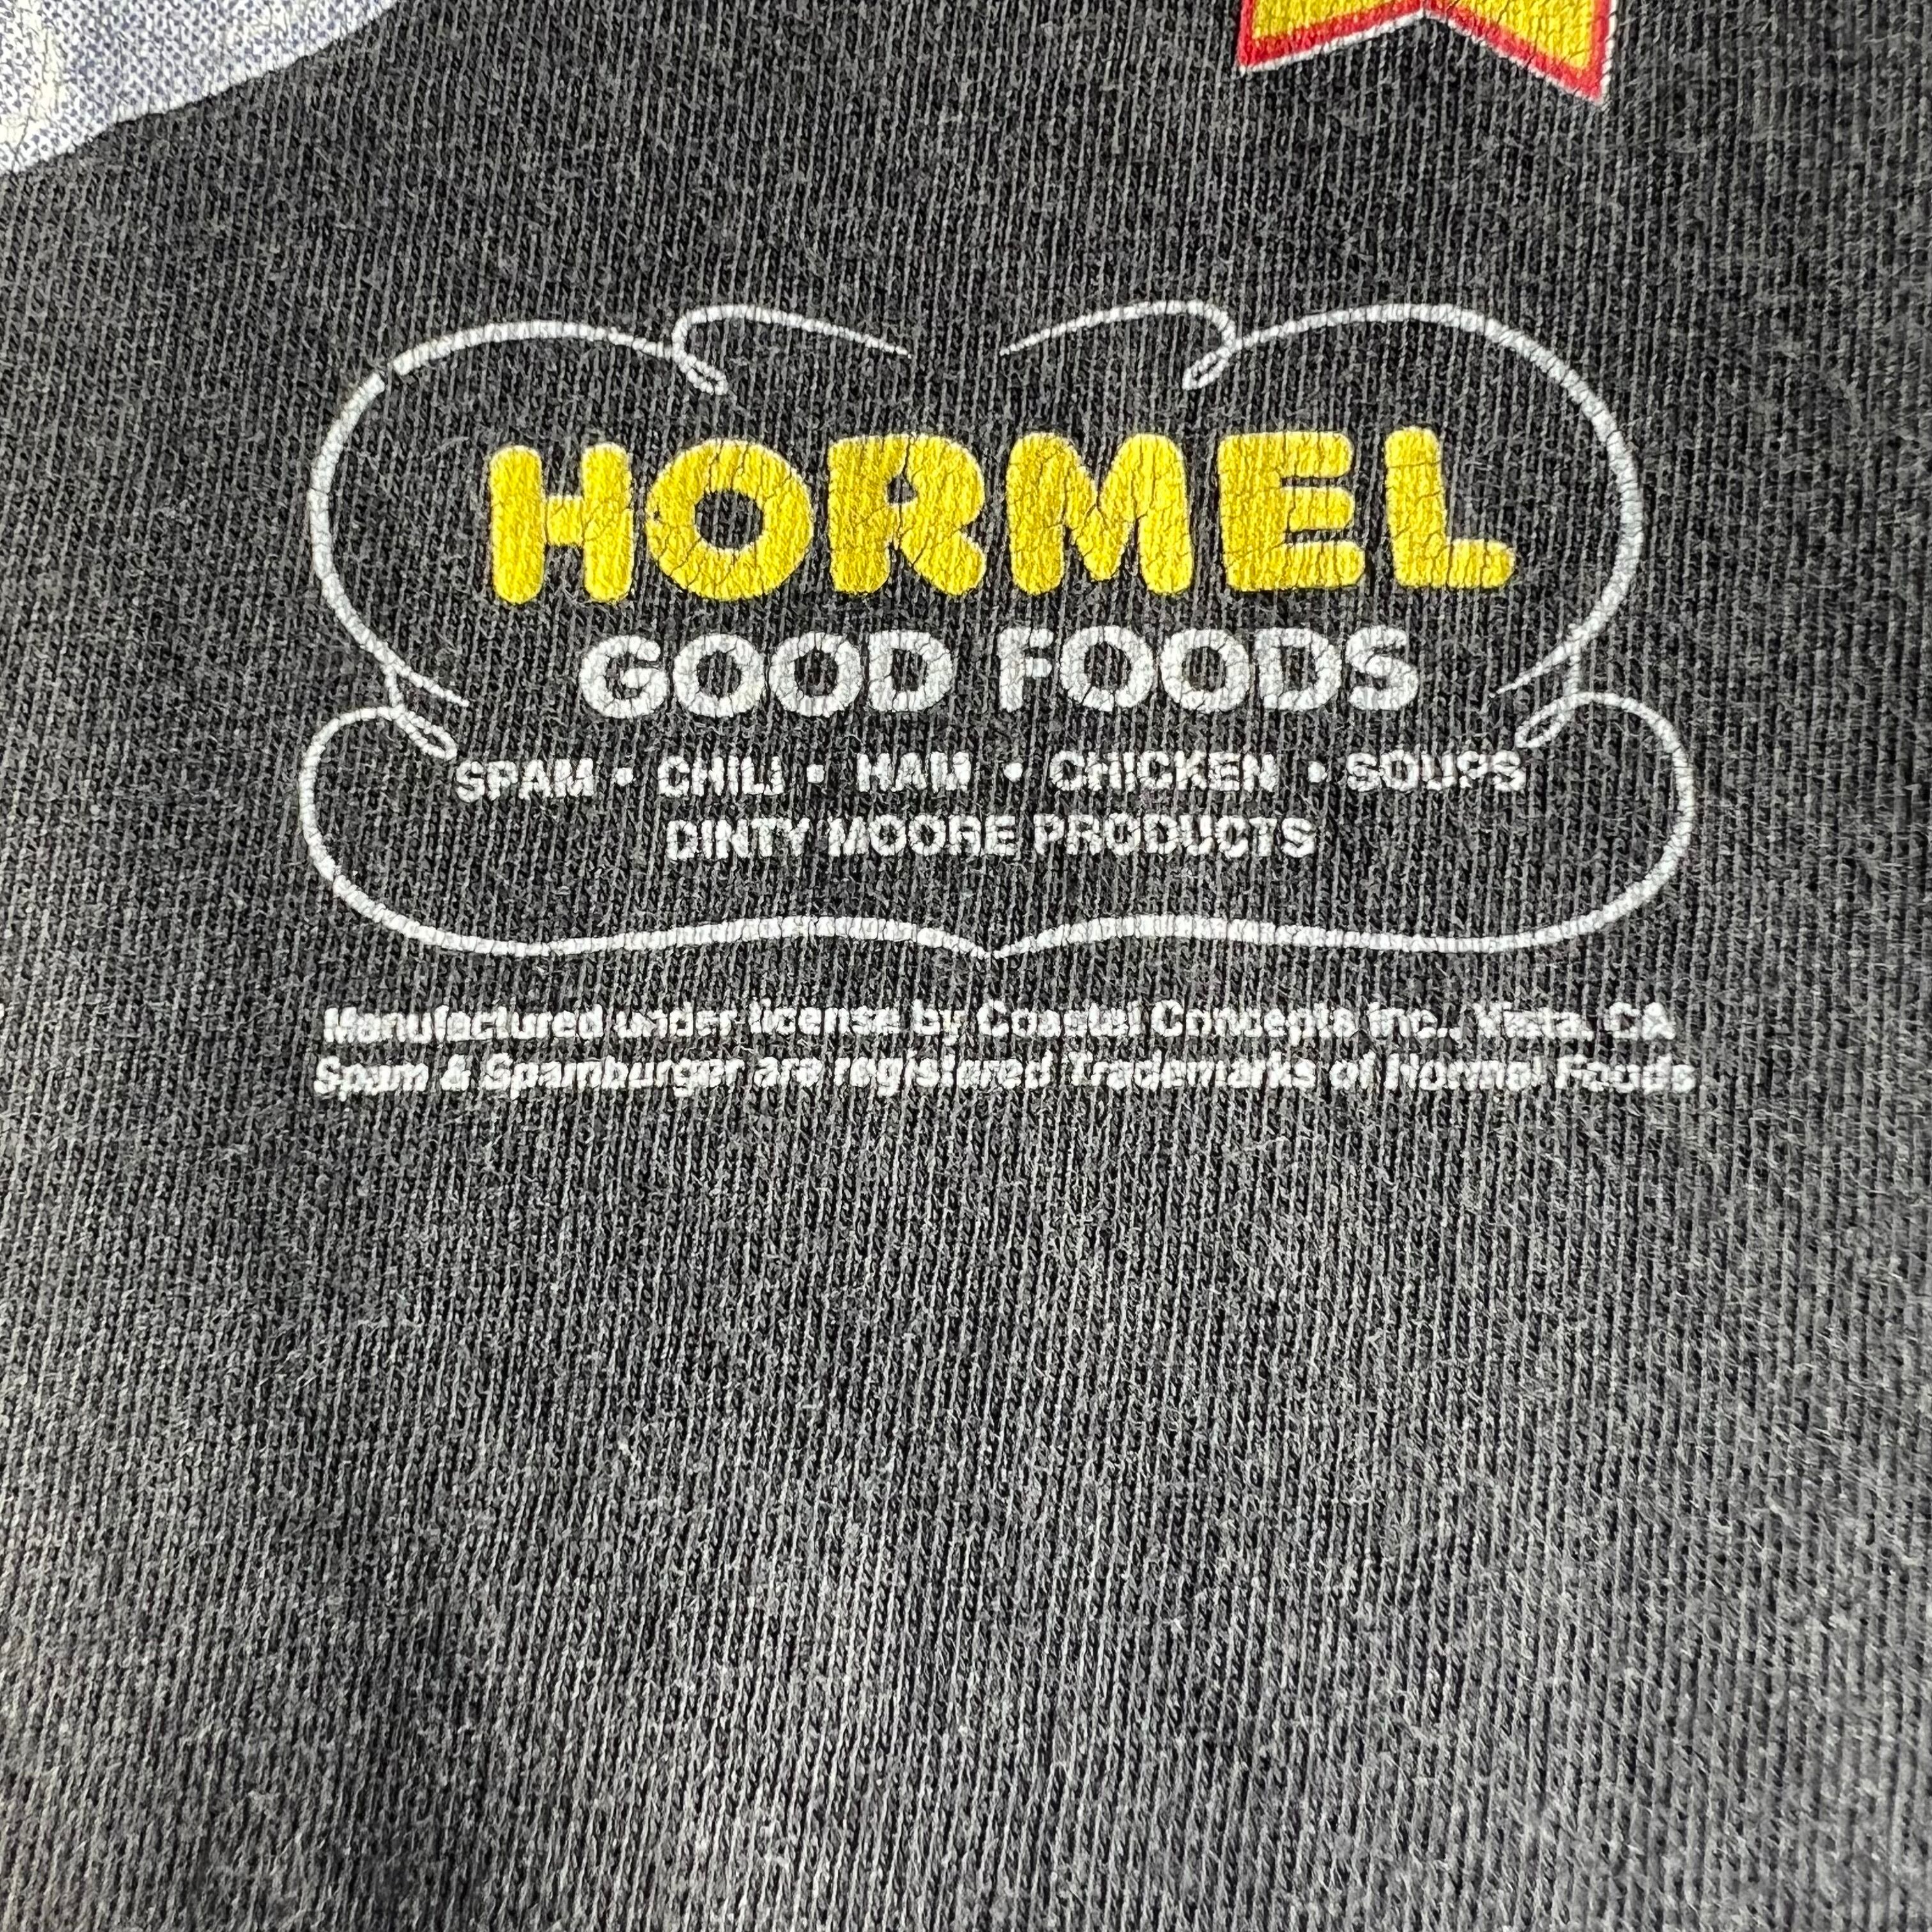 HORMEL
GOOD FOODS
SPAM • CHILI • HAM • CHICKEN • SOUPS
DINTY MOORE PRODUCTS
Manufactured under license by Coastal Concepts Inc., Vista, CA
Spam & Spamburger are registered Trademarks of Hormel Foods